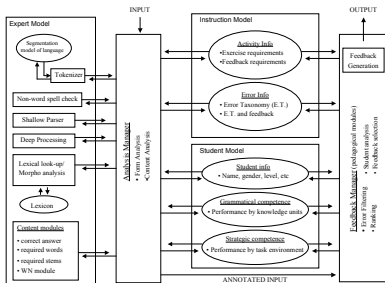 INPUT
OUTPUT
Expert Model
Segmentation
model of language
Tokenizer
Non-word spell check
Shallow Parser
Deep Processing
Lexical look-up/
Morpho analysis
Lexicon
Content modules
• correct answer
• required words
• required stems
• WN module
Analysis Manager
• Form Analysis
•Content Analysis
Instruction Model
Activity Info
•Exercise requirements
•Feedback requirements
Error Info
• Error Taxonomy (E.T.)
• E.T. and feedback
Student Model
Student info
• Name, gender, level, etc
Grammatical competence
• Performance by knowledge units
Strategic competence
• Performance by task environment
ANNOTATED INPUT
Feedback
Generation
Feedback Manager (pedagogical modules)
• Error Filtering
• Student analysis
• Ranking
• Feedback selection